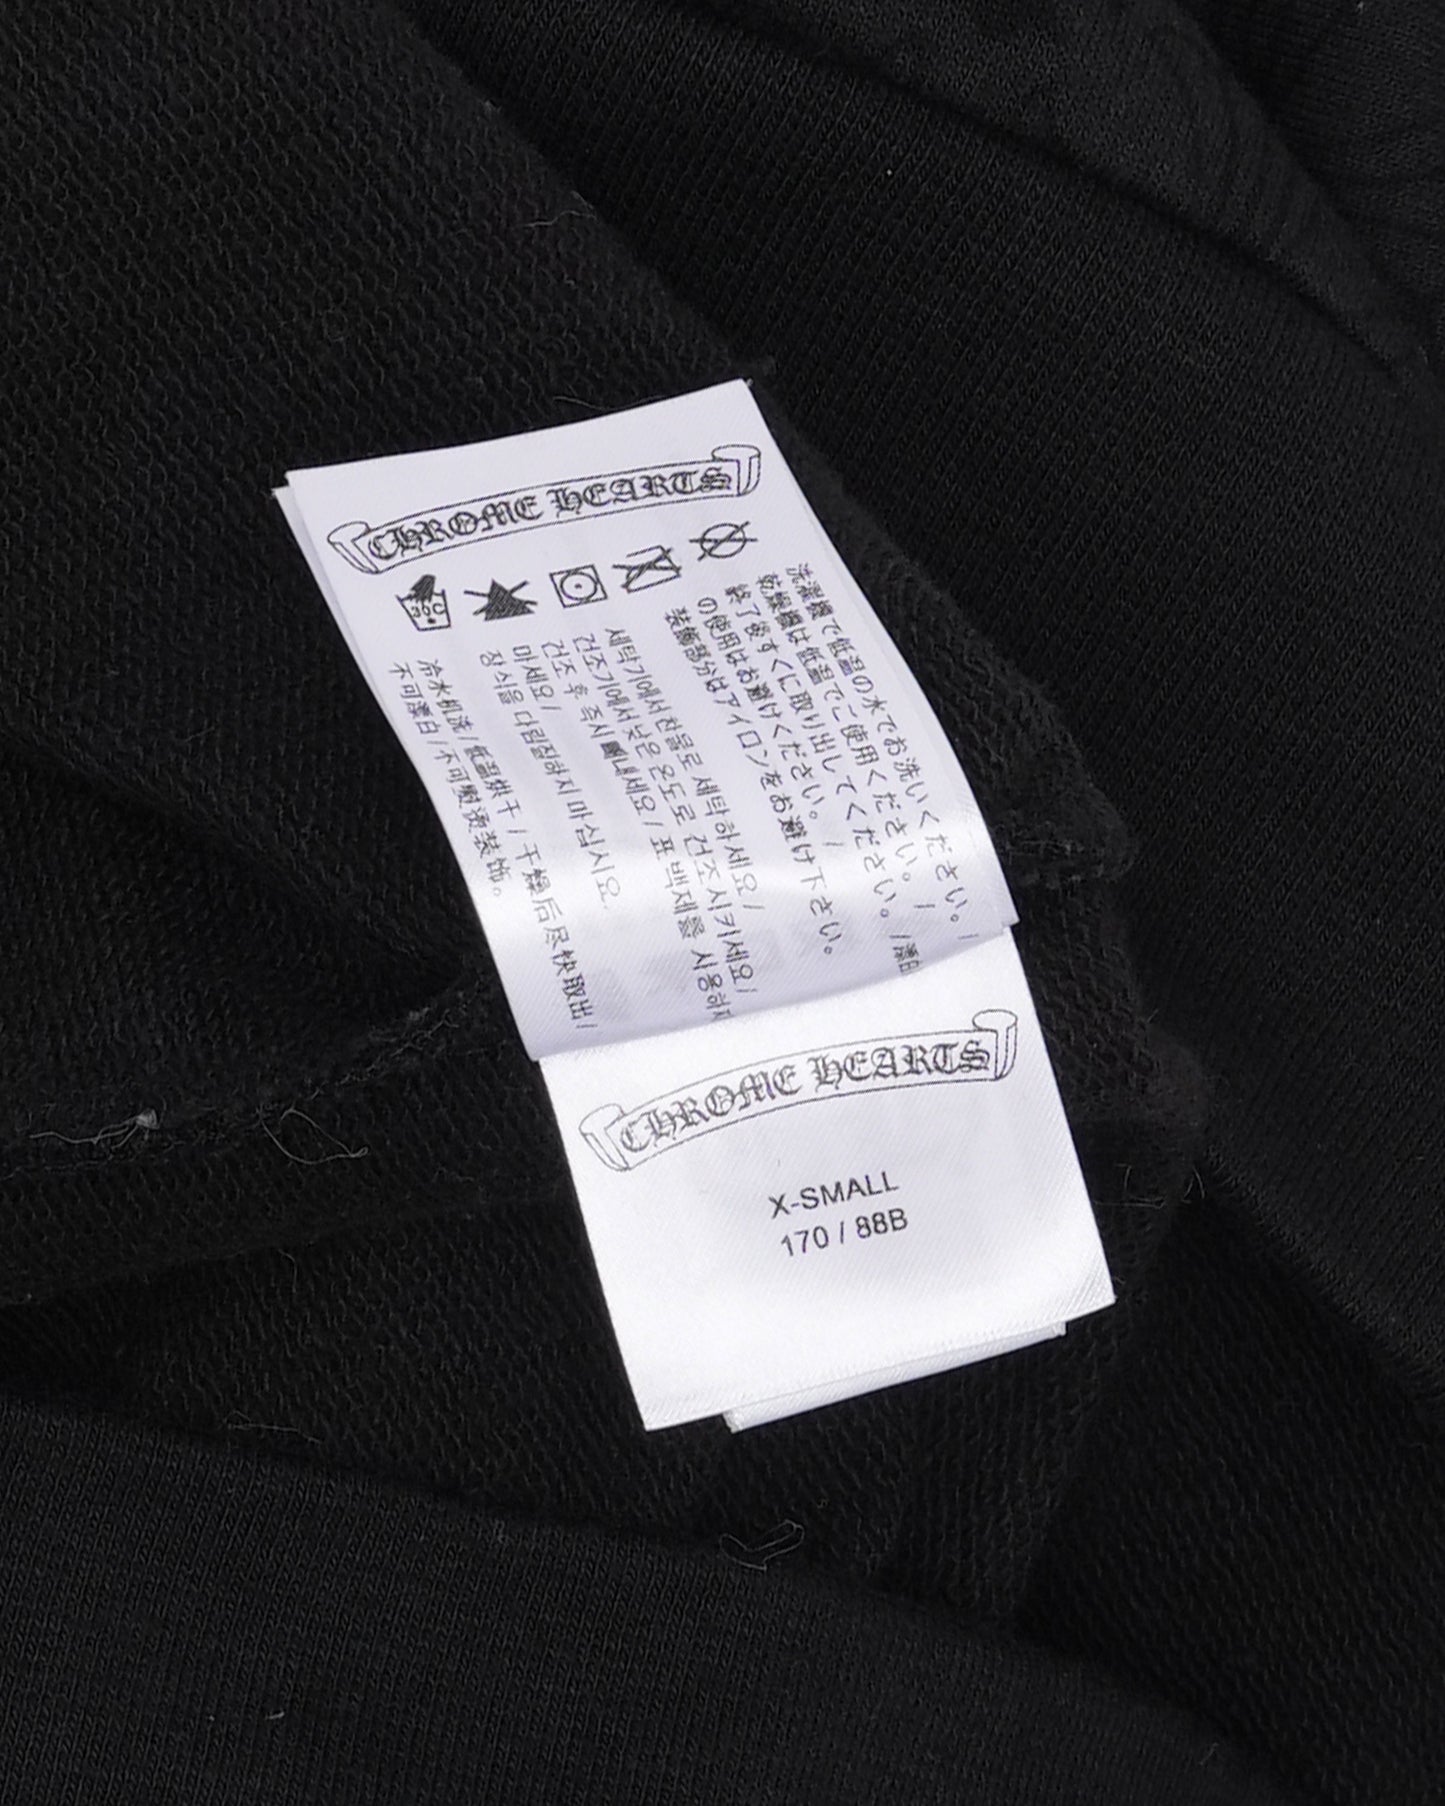 CHROME HEARTS
30C
洗濯機で低温の水でお洗いください。/
乾燥機は低温でご使用ください。/
終了後すぐに取り出してください。/漂白
の使用はお避けください。/
装飾部分はアイロンをお避け下さい。
세탁기에서 찬물로 세탁하세요/
건조기에서 낮은 온도로 건조시키세요/
건조 후 즉시 꺼내세요/ 표백제를 사용하지
마세요/
장식을 다림질하지 마십시오.
冷水机洗/低温烘干/干燥后尽快取出/
不可漂白/不可熨烫装饰。
CHROME HEARTS
X-SMALL
170 / 88B